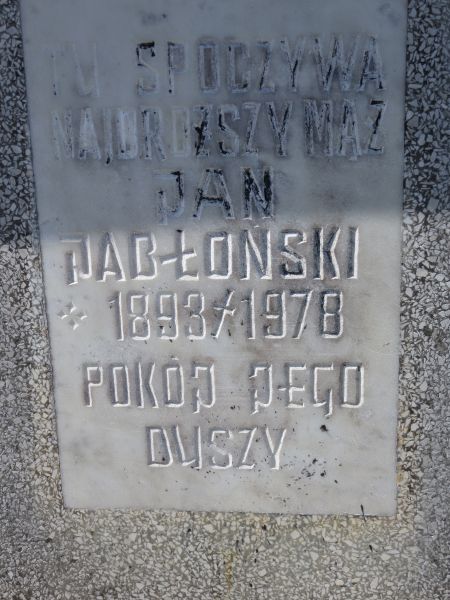 TU SPOCZYWA
NAJDROŻSZY MĄŻ
JAN
JABŁOŃSKI
* 1893/1978
POKÓJ JEGO
DUSZY